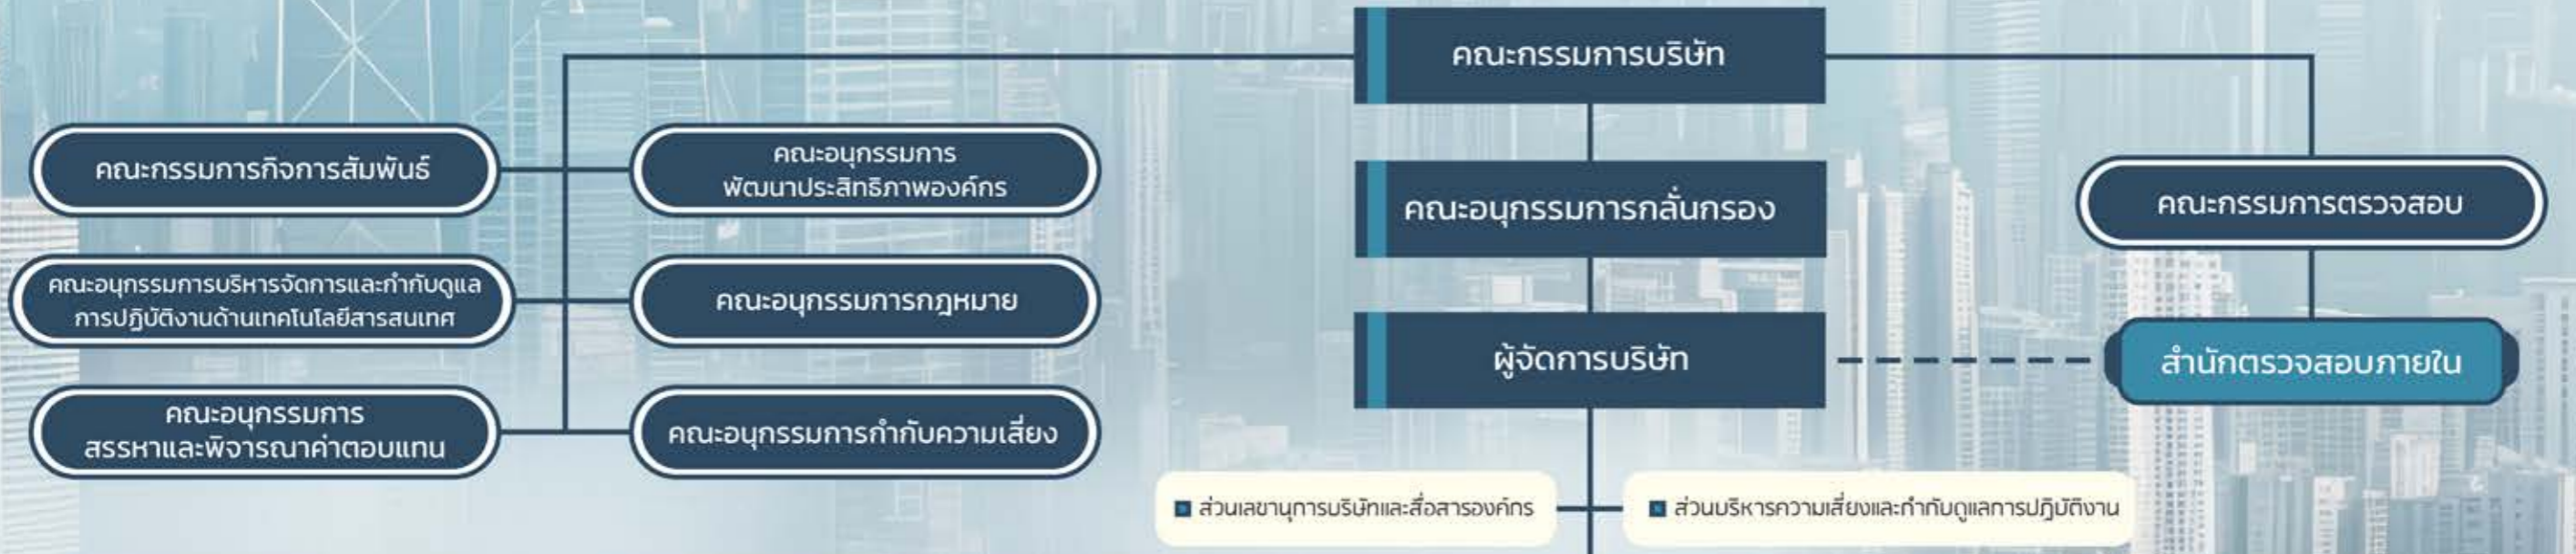 คณะกรรมการบริษัท
คณะกรรมการกิจการสัมพันธ์
คณะอนุกรรมการ
พัฒนาประสิทธิภาพองค์กร
คณะอนุกรรมการกลั่นกรอง
คณะกรรมการตรวจสอบ
คณะอนุกรรมการบริหารจัดการและกำกับดูแล
การปฏิบัติงานด้านเทคโนโลยีสารสนเทศ
คณะอนุกรรมการกฎหมาย
ผู้จัดการบริษัท
สำนักตรวจสอบภายใน
คณะอนุกรรมการ
สรรหาและพิจารณาค่าตอบแทน
คณะอนุกรรมการกำกับความเสี่ยง
ส่วนเลขานุการบริษัทและสื่อสารองค์กร
ส่วนบริหารความเสี่ยงและกำกับดูแลการปฏิบัติงาน